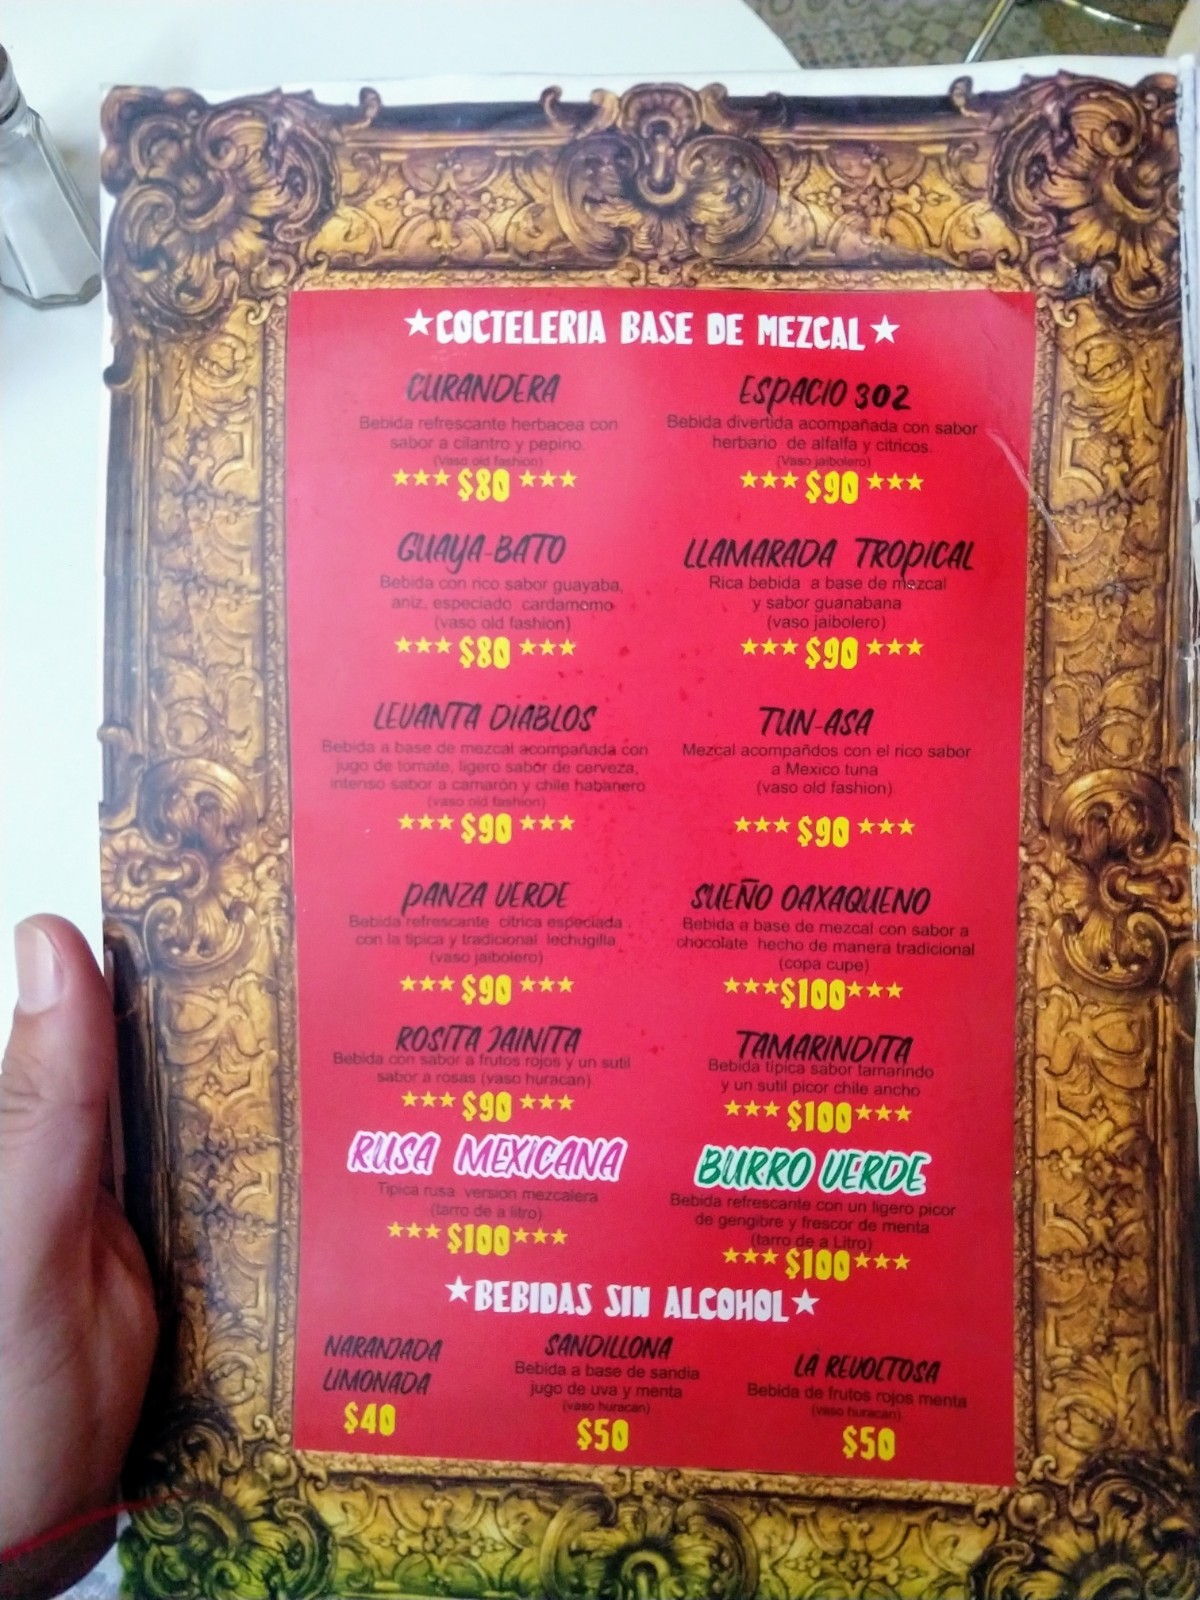 ★COCTELERIA BASE DE MEZCAL★
CURANDERA
Bebida refrescante herbacea con
sabor a cilantro y pepino.
(Vaso old fashion)
★★★ $80 ★★★
ESPACIO 302
Bebida divertida acompañada con sabor
herbario de alfalfa y citricos.
(Vaso jaibolero)
★★★ $90 ★★★
GUAYA-BATO
Bebida con rico sabor guayaba,
aniz, especiado cardamomo
(vaso old fashion)
★★★ $80 ★★★
LLAMARADA TROPICAL
Rica bebida a base de mezcal
y sabor guanabana
(vaso jaibolero)
★★★ $90 ★★★
LEVANTA DIABLOS
Bebida a base de mezcal acompañada con
jugo de tomate, ligero sabor de cerveza,
intenso sabor a camarón y chile habanero
(vaso old fashion)
★★★ $90 ★★★
TUN-ASA
Mezcal acompañdos con el rico sabor
a Mexico tuna
(vaso old fashion)
★★★ $90 ★★★
PANZA VERDE
Bebida refrescante citrica especiada
con la tipica y tradicional lechugilla
(vaso jaibolero)
★★★ $90 ★★★
SUEÑO OAXAQUENO
Bebida a base de mezcal con sabor a
chocolate hecho de manera tradicional
(copa cupe)
★★★$100★★★
ROSITA JAINITA
Bebida con sabor a frutos rojos y un sutil
sabor a rosas (vaso huracan)
★★★ $90 ★★★
TAMARINDITA
Bebida típica sabor tamarindo
y un sutil picor chile ancho
★★★ $100★★★
RUSA MEXICANA
Tipica rusa version mezcalera
(tarro de a litro)
★★★ $100★★★
BURRO VERDE
Bebida refrescante con un ligero picor
de gengibre y frescor de menta
(tarro de a Litro)
★★★ $100★★★
★BEBIDAS SIN ALCOHOL★
NARANJADA
LIMONADA
$40
SANDILLONA
Bebida a base de sandia
jugo de uva y menta
(vaso huracan)
$50
LA REVOLTOSA
Bebida de frutos rojos menta
(vaso huracan)
$50